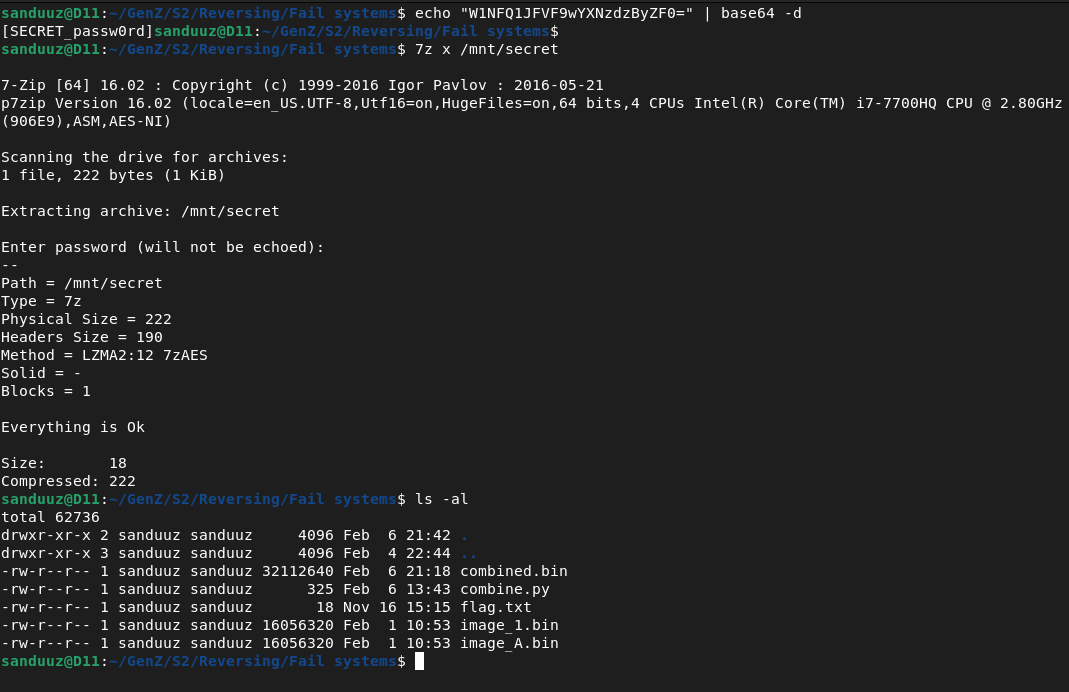 sanduuz@D11:~/GenZ/S2/Reversing/Fail systems$ echo "W1NFQ1JFVF9wYXNzdzByZF0=" | base64 -d
[SECRET_passw0rd]sanduuz@D11:~/GenZ/S2/Reversing/Fail systems$
sanduuz@D11:~/GenZ/S2/Reversing/Fail systems$ 7z x /mnt/secret
7-Zip [64] 16.02 : Copyright (c) 1999-2016 Igor Pavlov : 2016-05-21
p7zip Version 16.02 (locale=en_US.UTF-8,Utf16=on,HugeFiles=on,64 bits,4 CPUs Intel(R) Core(TM) i7-7700HQ CPU @ 2.80GHz
(906E9),ASM,AES-NI)
Scanning the drive for archives:
1 file, 222 bytes (1 KiB)
Extracting archive: /mnt/secret
Enter password (will not be echoed):
--
Path = /mnt/secret
Type = 7z
Physical Size = 222
Headers Size = 190
Method = LZMA2:12 7zAES
Solid = -
Blocks = 1
Everything is Ok
Size:       18
Compressed: 222
sanduuz@D11:~/GenZ/S2/Reversing/Fail systems$ ls -al
total 62736
drwxr-xr-x 2 sanduuz sanduuz     4096 Feb  6 21:42 .
drwxr-xr-x 3 sanduuz sanduuz     4096 Feb  4 22:44 ..
-rw-r--r-- 1 sanduuz sanduuz 32112640 Feb  6 21:18 combined.bin
-rw-r--r-- 1 sanduuz sanduuz      325 Feb  6 13:43 combine.py
-rw-r--r-- 1 sanduuz sanduuz       18 Nov 16 15:15 flag.txt
-rw-r--r-- 1 sanduuz sanduuz 16056320 Feb  1 10:53 image_1.bin
-rw-r--r-- 1 sanduuz sanduuz 16056320 Feb  1 10:53 image_A.bin
sanduuz@D11:~/GenZ/S2/Reversing/Fail systems$